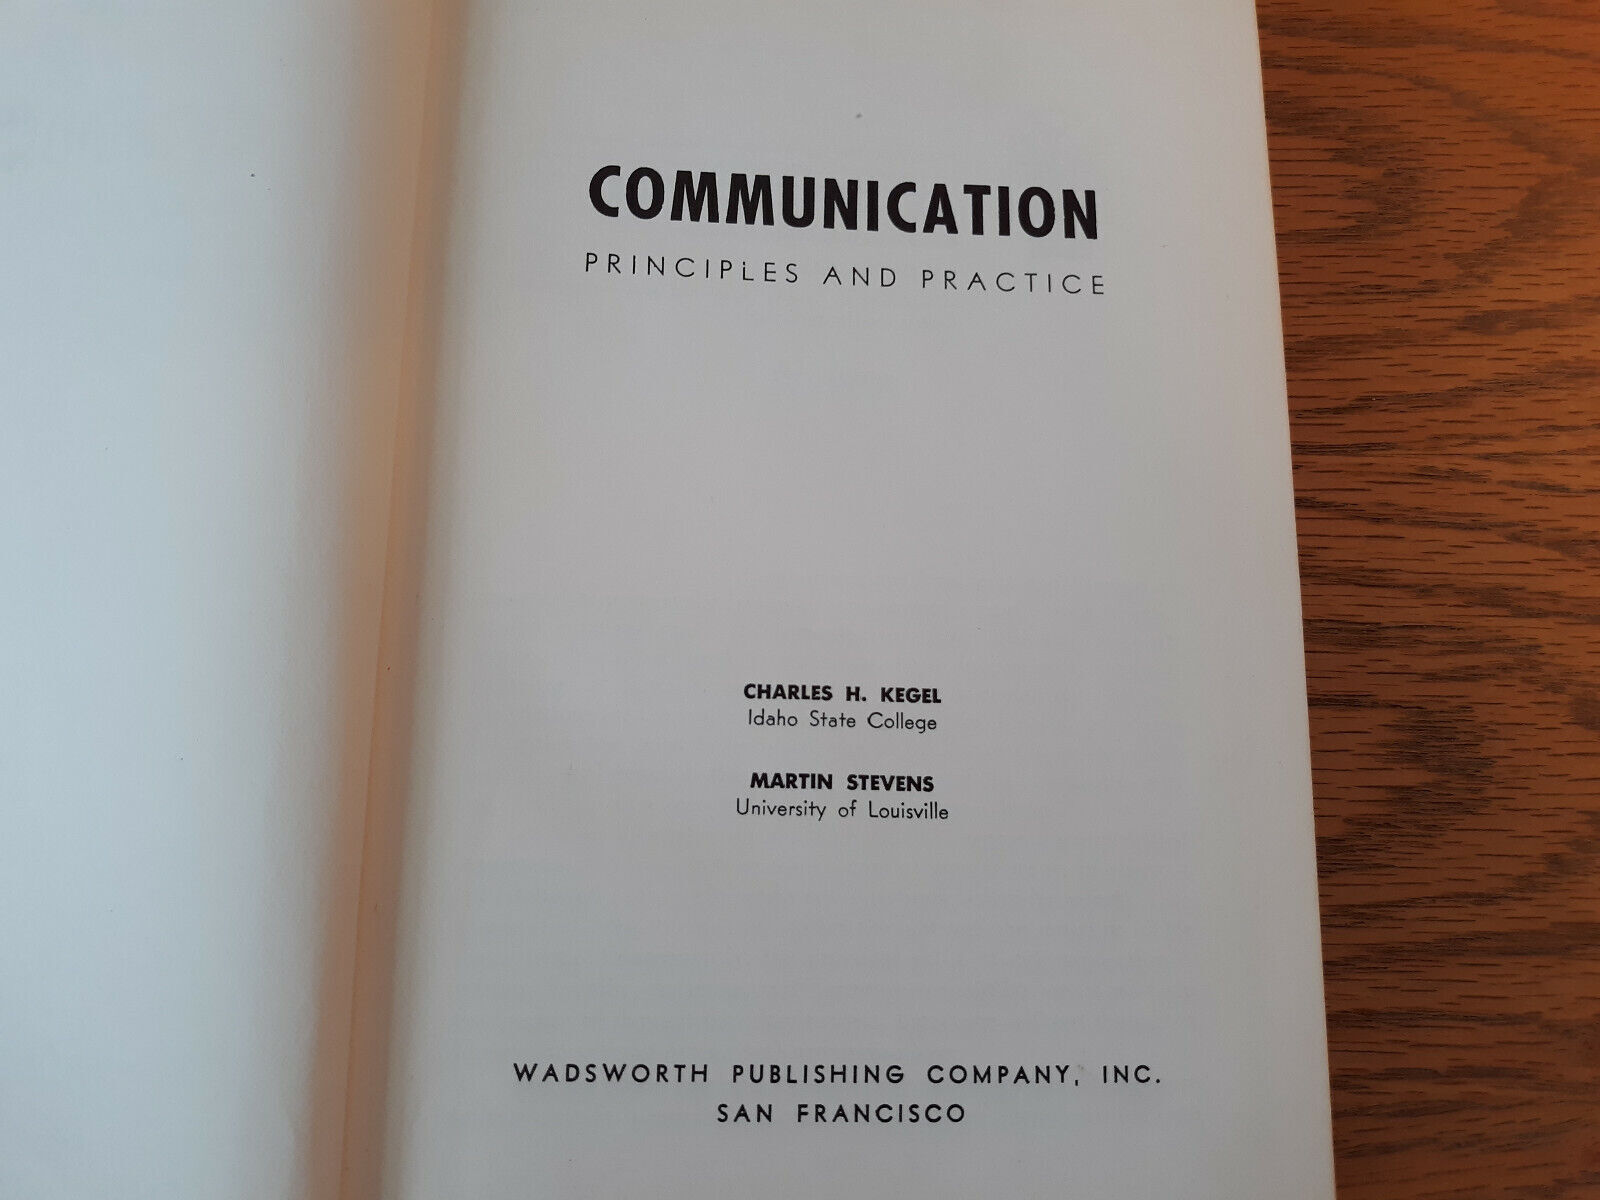 COMMUNICATION
PRINCIPLES AND PRACTICE
CHARLES H. KEGEL
Idaho State College
MARTIN STEVENS
University of Louisville
WADSWORTH PUBLISHING COMPANY, INC.
SAN FRANCISCO